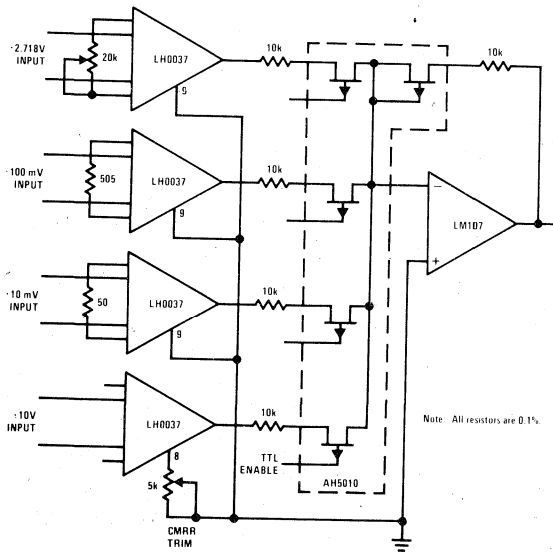 ·2.718V
INPUT
20k
LH0037
9
10k
10k
·100 mV
INPUT
505
LH0037
9
10k
·10 mV
INPUT
50
LH0037
9
10k
−
+
LM107
·10V
INPUT
LH0037
8
10k
5k
CMRR
TRIM
TTL
ENABLE
AH5010
Note: All resistors are 0.1%.